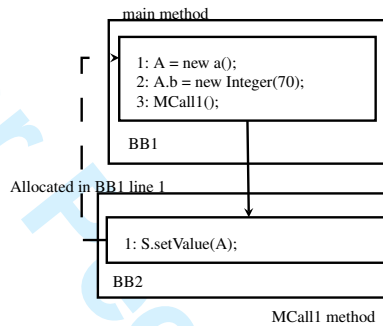 main method
1: A = new a();
2: A.b = new Integer(70);
3: MCall1();
BB1
Allocated in BB1 line 1
1: S.setValue(A);
BB2
MCall1 method